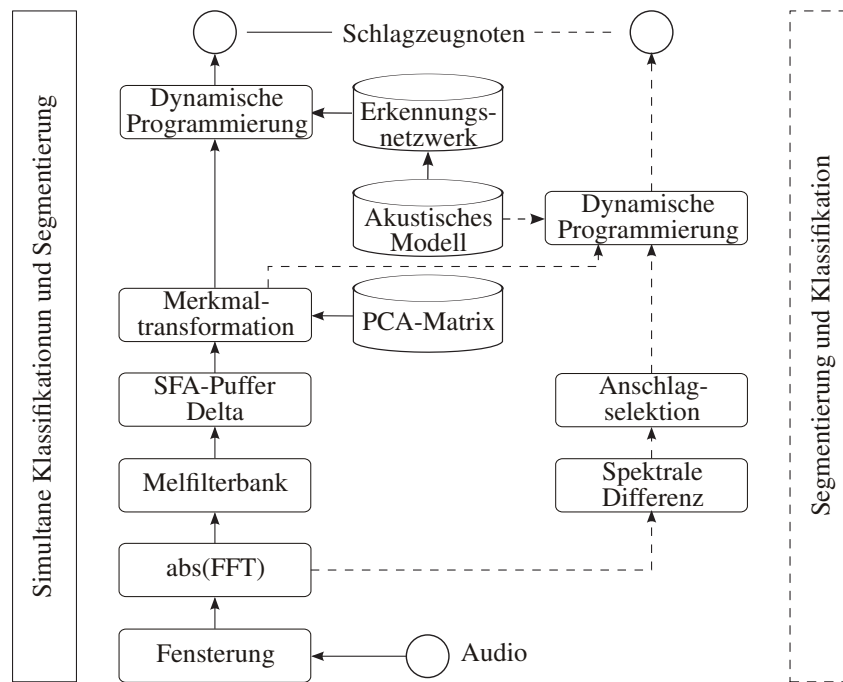 Schlagzeugnoten
Simultane Klassifikationun und Segmentierung
Segmentierung und Klassifikation
Dynamische
Programmierung
Erkennungs-
netzwerk
Akustisches
Modell
Dynamische
Programmierung
Merkmal-
transformation
PCA-Matrix
SFA-Puffer
Delta
Anschlag-
selektion
Melfilterbank
Spektrale
Differenz
abs(FFT)
Fensterung
Audio